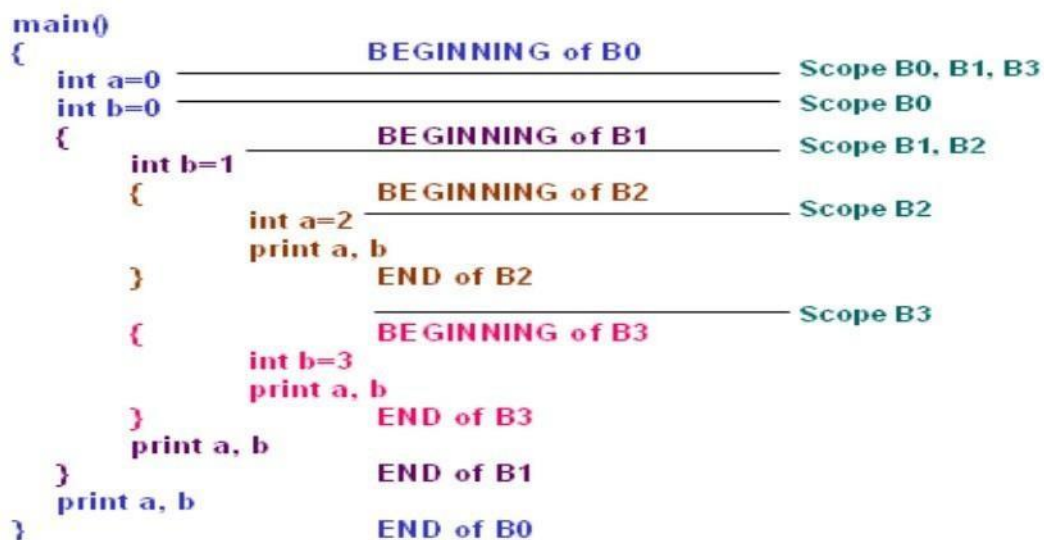 main()
{ BEGINNING of B0
int a=0 Scope B0, B1, B3
int b=0 Scope B0
{ BEGINNING of B1
int b=1 Scope B1, B2
{ BEGINNING of B2
int a=2 Scope B2
print a, b
} END of B2
Scope B3
{ BEGINNING of B3
int b=3
print a, b
} END of B3
print a, b
} END of B1
print a, b
} END of B0